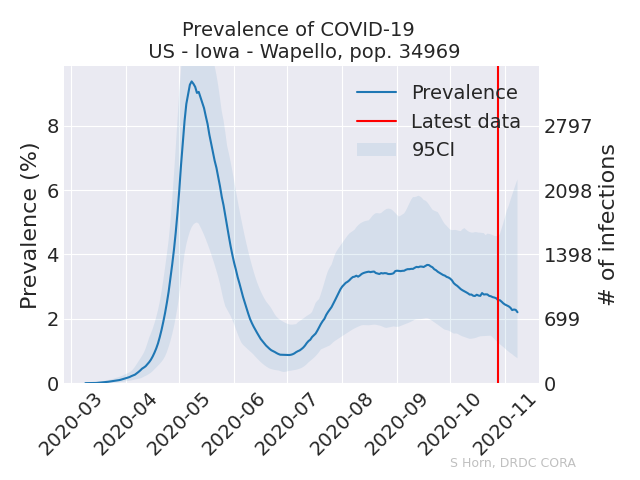 Prevalence of COVID-19
US - Iowa - Wapello, pop. 34969
Prevalence
Latest data
95CI
Prevalence (%)
8
6
4
2
0
2797
2098
1398
699
0
# of infections
2020-03
2020-04
2020-05
2020-06
2020-07
2020-08
2020-09
2020-10
2020-11
S Horn, DRDC CORA